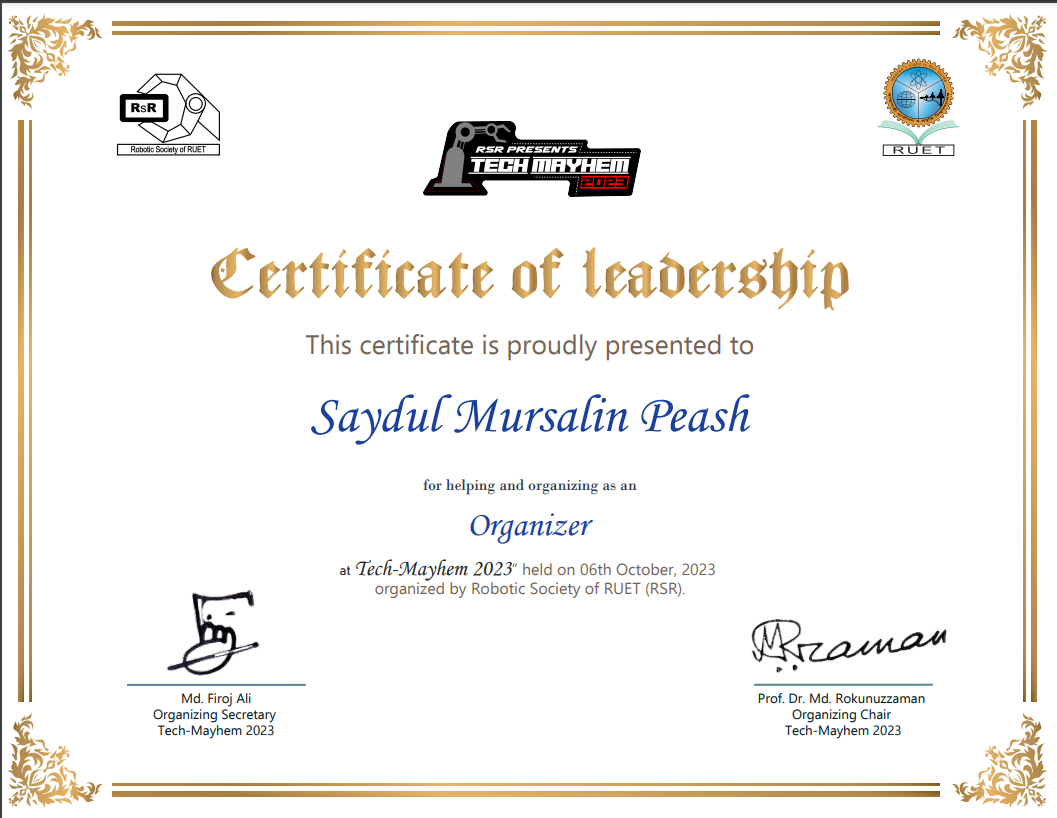 RSR
Robotic Society of RUET
RSR PRESENTS
TECH MAYHEM
2023
RUET
Certificate of leadership
This certificate is proudly presented to
Saydul Mursalin Peash
for helping and organizing as an
Organizer
at Tech-Mayhem 2023" held on 06th October, 2023
organized by Robotic Society of RUET (RSR).
Md. Firoj Ali
Organizing Secretary
Tech-Mayhem 2023
Prof. Dr. Md. Rokunuzzaman
Organizing Chair
Tech-Mayhem 2023